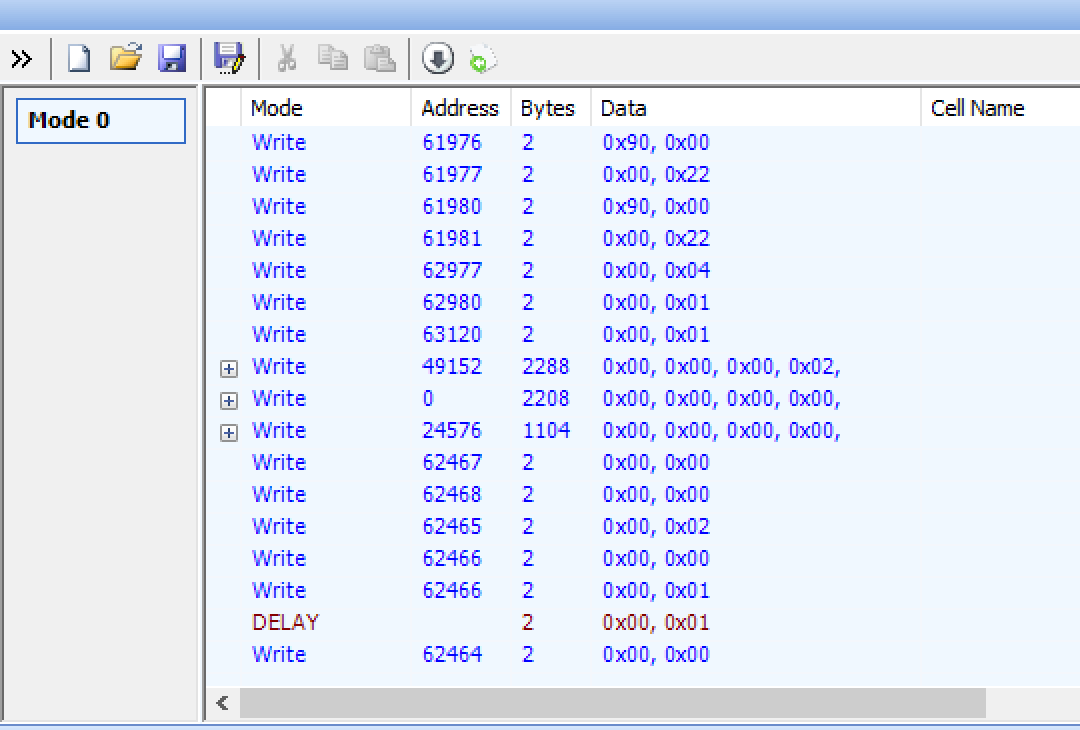 Mode 0
Mode Address Bytes Data Cell Name
Write 61976 2 0x90, 0x00
Write 61977 2 0x00, 0x22
Write 61980 2 0x90, 0x00
Write 61981 2 0x00, 0x22
Write 62977 2 0x00, 0x04
Write 62980 2 0x00, 0x01
Write 63120 2 0x00, 0x01
Write 49152 2288 0x00, 0x00, 0x00, 0x02,
Write 0 2208 0x00, 0x00, 0x00, 0x00,
Write 24576 1104 0x00, 0x00, 0x00, 0x00,
Write 62467 2 0x00, 0x00
Write 62468 2 0x00, 0x00
Write 62465 2 0x00, 0x02
Write 62466 2 0x00, 0x00
Write 62466 2 0x00, 0x01
DELAY 2 0x00, 0x01
Write 62464 2 0x00, 0x00